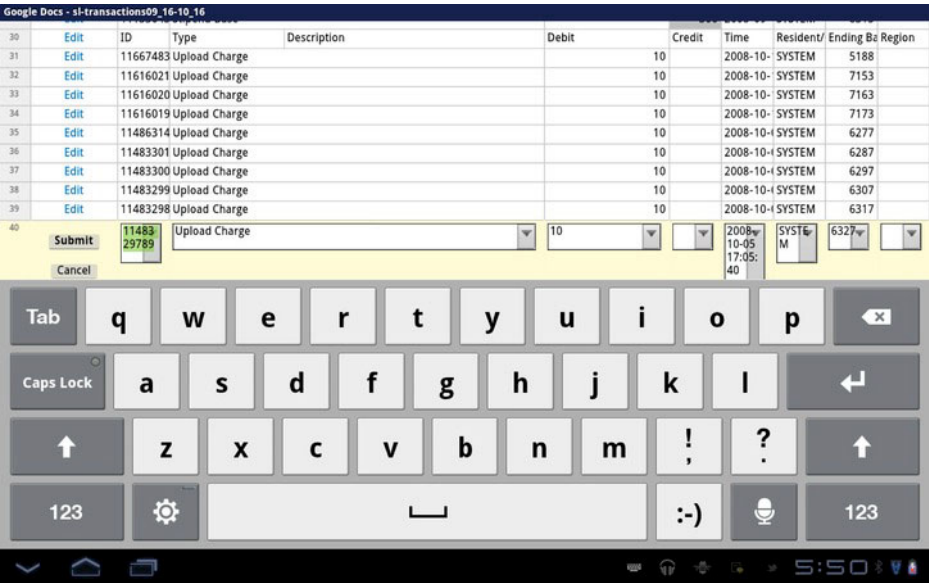 Google Docs - sl-transactions09_16-10_16
30 Edit ID Type Description Debit Credit Time Resident/ Ending Ba Region
31 Edit 11667483 Upload Charge 10 2008-10- SYSTEM 5188
32 Edit 11616021 Upload Charge 10 2008-10- SYSTEM 7153
33 Edit 11616020 Upload Charge 10 2008-10- SYSTEM 7163
34 Edit 11616019 Upload Charge 10 2008-10- SYSTEM 7173
35 Edit 11486314 Upload Charge 10 2008-10- SYSTEM 6277
36 Edit 11483301 Upload Charge 10 2008-10- SYSTEM 6287
37 Edit 11483300 Upload Charge 10 2008-10- SYSTEM 6297
38 Edit 11483299 Upload Charge 10 2008-10- SYSTEM 6307
39 Edit 11483298 Upload Charge 10 2008-10- SYSTEM 6317
40 Submit 11483 Upload Charge 10 2008- SYSTE 6327
29789 10-05 M
17:05:
Cancel 40
Tab q w e r t y u i o p
Caps Lock a s d f g h j k l
z x c v b n m ! , ? .
123 :-) 123
5:50